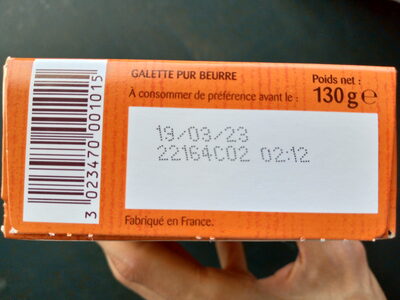 GALETTE PUR BEURRE
Poids net :
À consommer de préférence avant le :
130 g ℮
19/03/23
22164C02 02:12
3 023470 001015
Fabriqué en France.